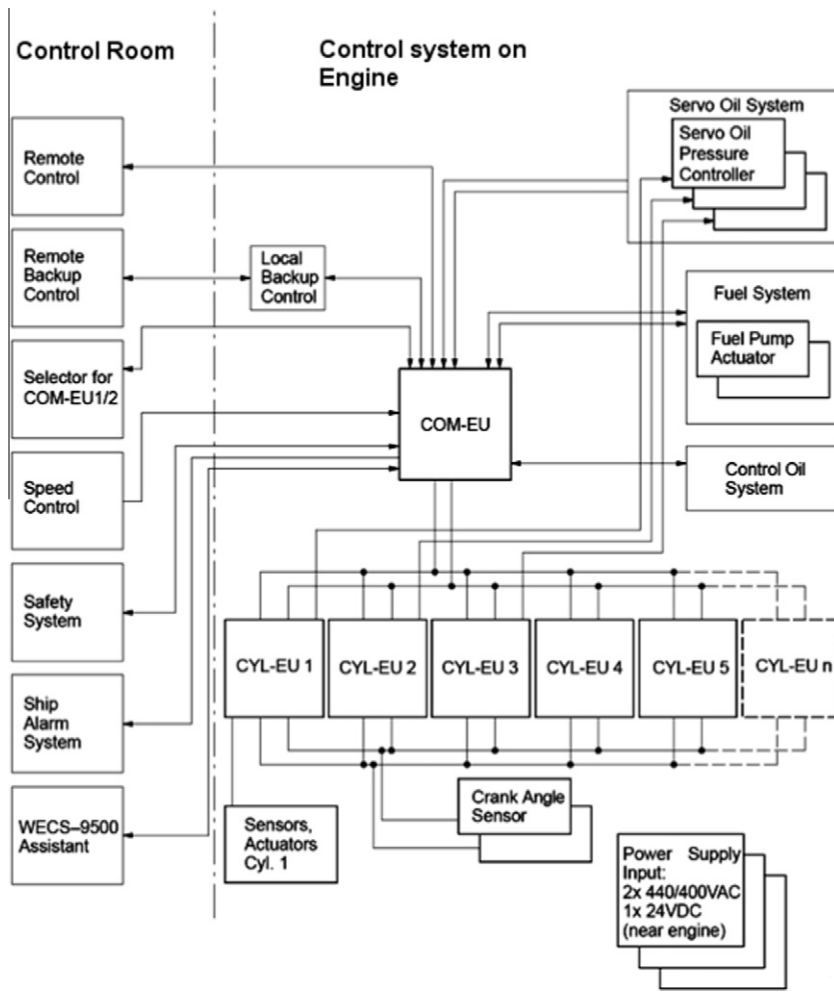 Control Room
Control system on
Engine
Remote
Control
Remote
Backup
Control
Selector for
COM-EU1/2
Speed
Control
Safety
System
Ship
Alarm
System
WECS–9500
Assistant
Local
Backup
Control
COM-EU
Servo Oil System
Servo Oil
Pressure
Controller
Fuel System
Fuel Pump
Actuator
Control Oil
System
CYL-EU 1
CYL-EU 2
CYL-EU 3
CYL-EU 4
CYL-EU 5
CYL-EU n
Sensors,
Actuators
Cyl. 1
Crank Angle
Sensor
Power Supply
Input:
2x 440/400VAC
1x 24VDC
(near engine)